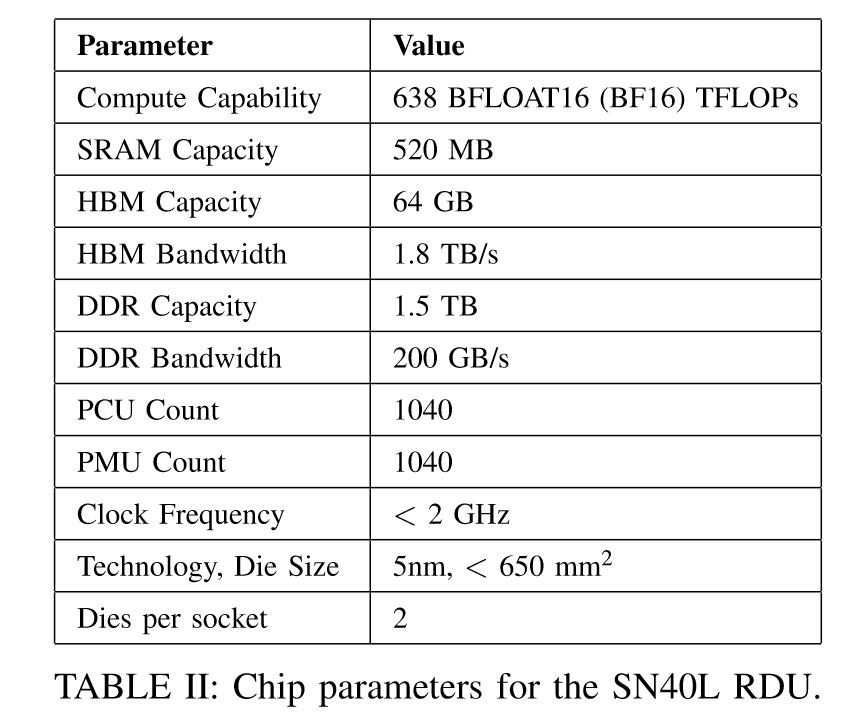 Parameter Value
Compute Capability 638 BFLOAT16 (BF16) TFLOPs
SRAM Capacity 520 MB
HBM Capacity 64 GB
HBM Bandwidth 1.8 TB/s
DDR Capacity 1.5 TB
DDR Bandwidth 200 GB/s
PCU Count 1040
PMU Count 1040
Clock Frequency < 2 GHz
Technology, Die Size 5nm, < 650 mm²
Dies per socket 2
TABLE II: Chip parameters for the SN40L RDU.